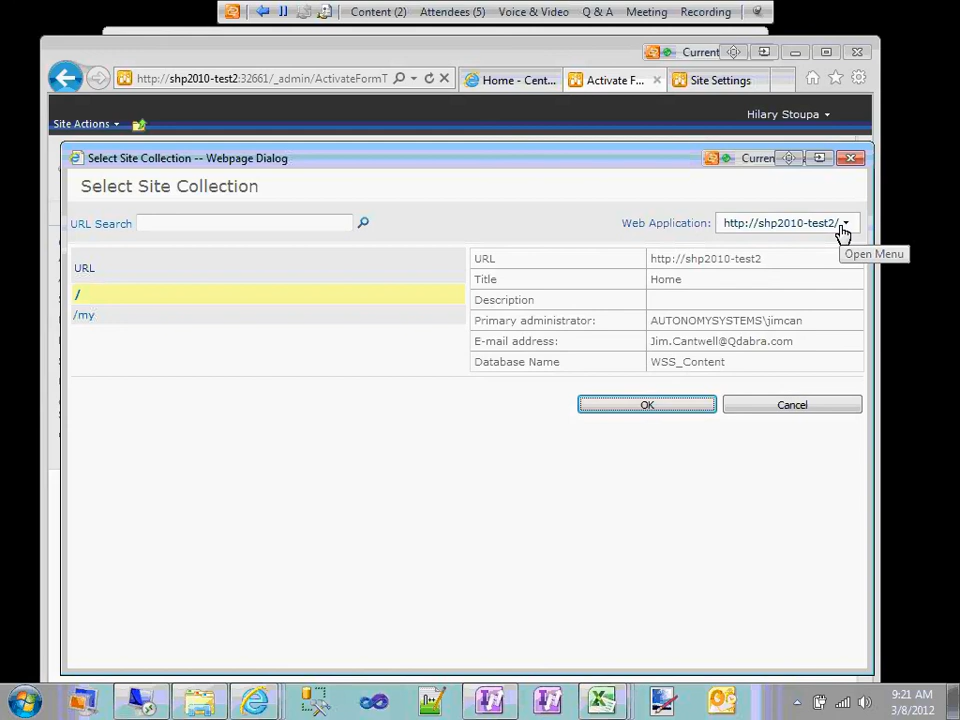 Content (2) Attendees (5) Voice & Video Q & A Meeting Recording
Current
http://shp2010-test2:32661/_admin/ActivateFormT Home - Cent... Activate F... Site Settings
Hilary Stoupa
Site Actions
Select Site Collection -- Webpage Dialog Curren
Select Site Collection
URL Search Web Application: http://shp2010-test2/
Open Menu
URL
/
/my
URL http://shp2010-test2
Title Home
Description
Primary administrator: AUTONOMYSYSTEMS\jimcan
E-mail address: Jim.Cantwell@Qdabra.com
Database Name WSS_Content
OK Cancel
9:21 AM
3/8/2012